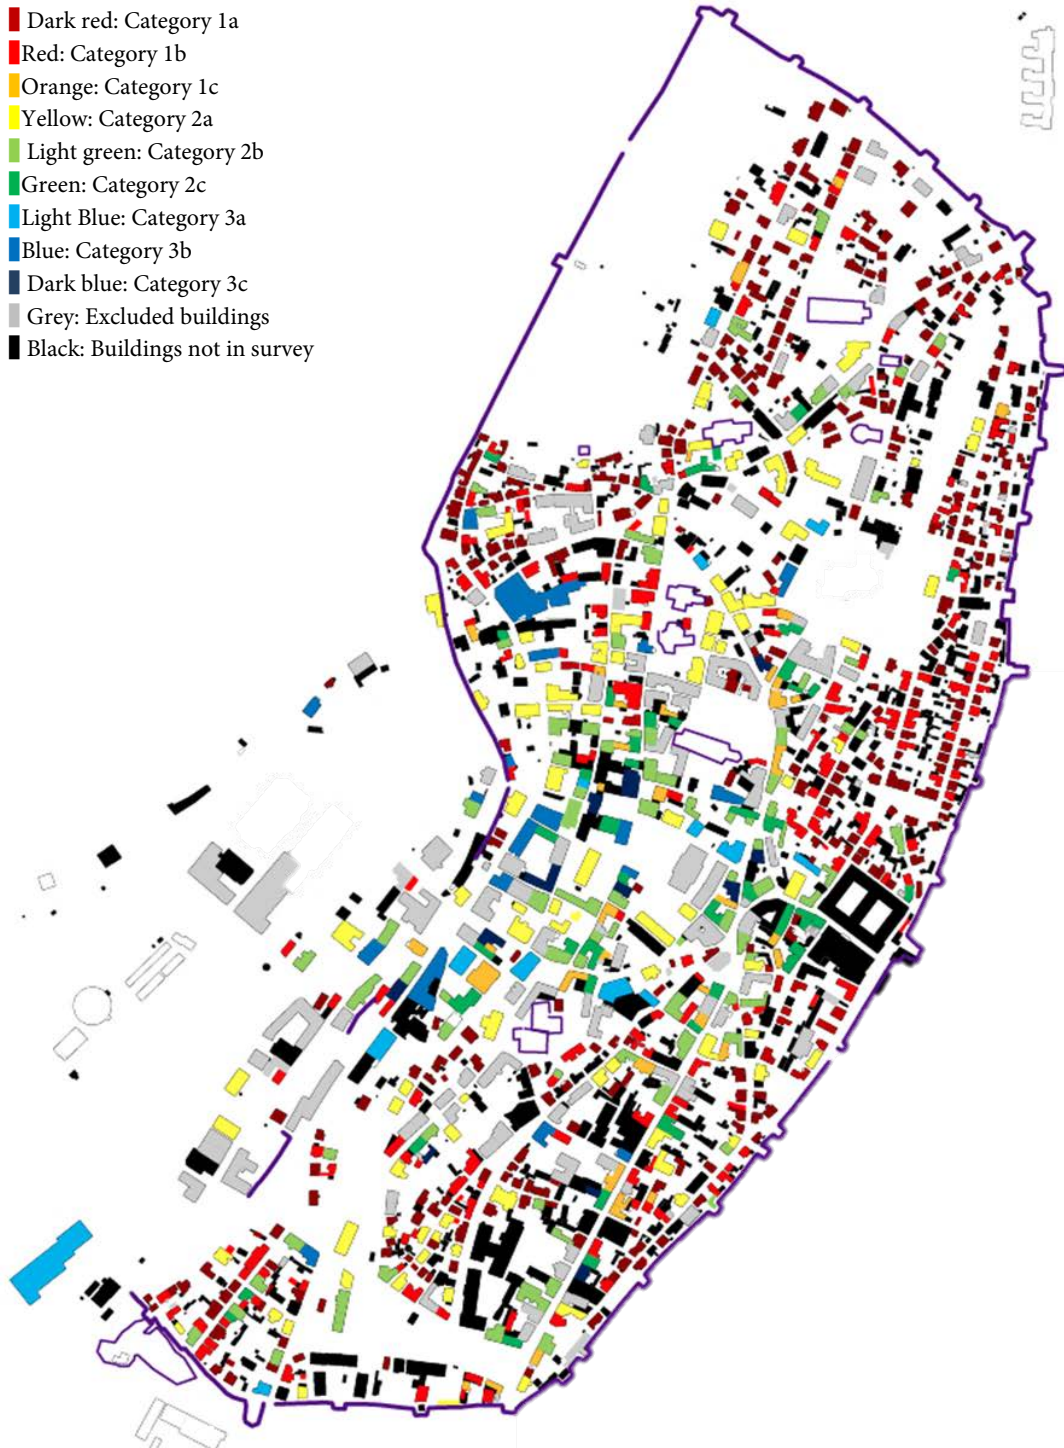 Dark red: Category 1a
Red: Category 1b
Orange: Category 1c
Yellow: Category 2a
Light green: Category 2b
Green: Category 2c
Light Blue: Category 3a
Blue: Category 3b
Dark blue: Category 3c
Grey: Excluded buildings
Black: Buildings not in survey